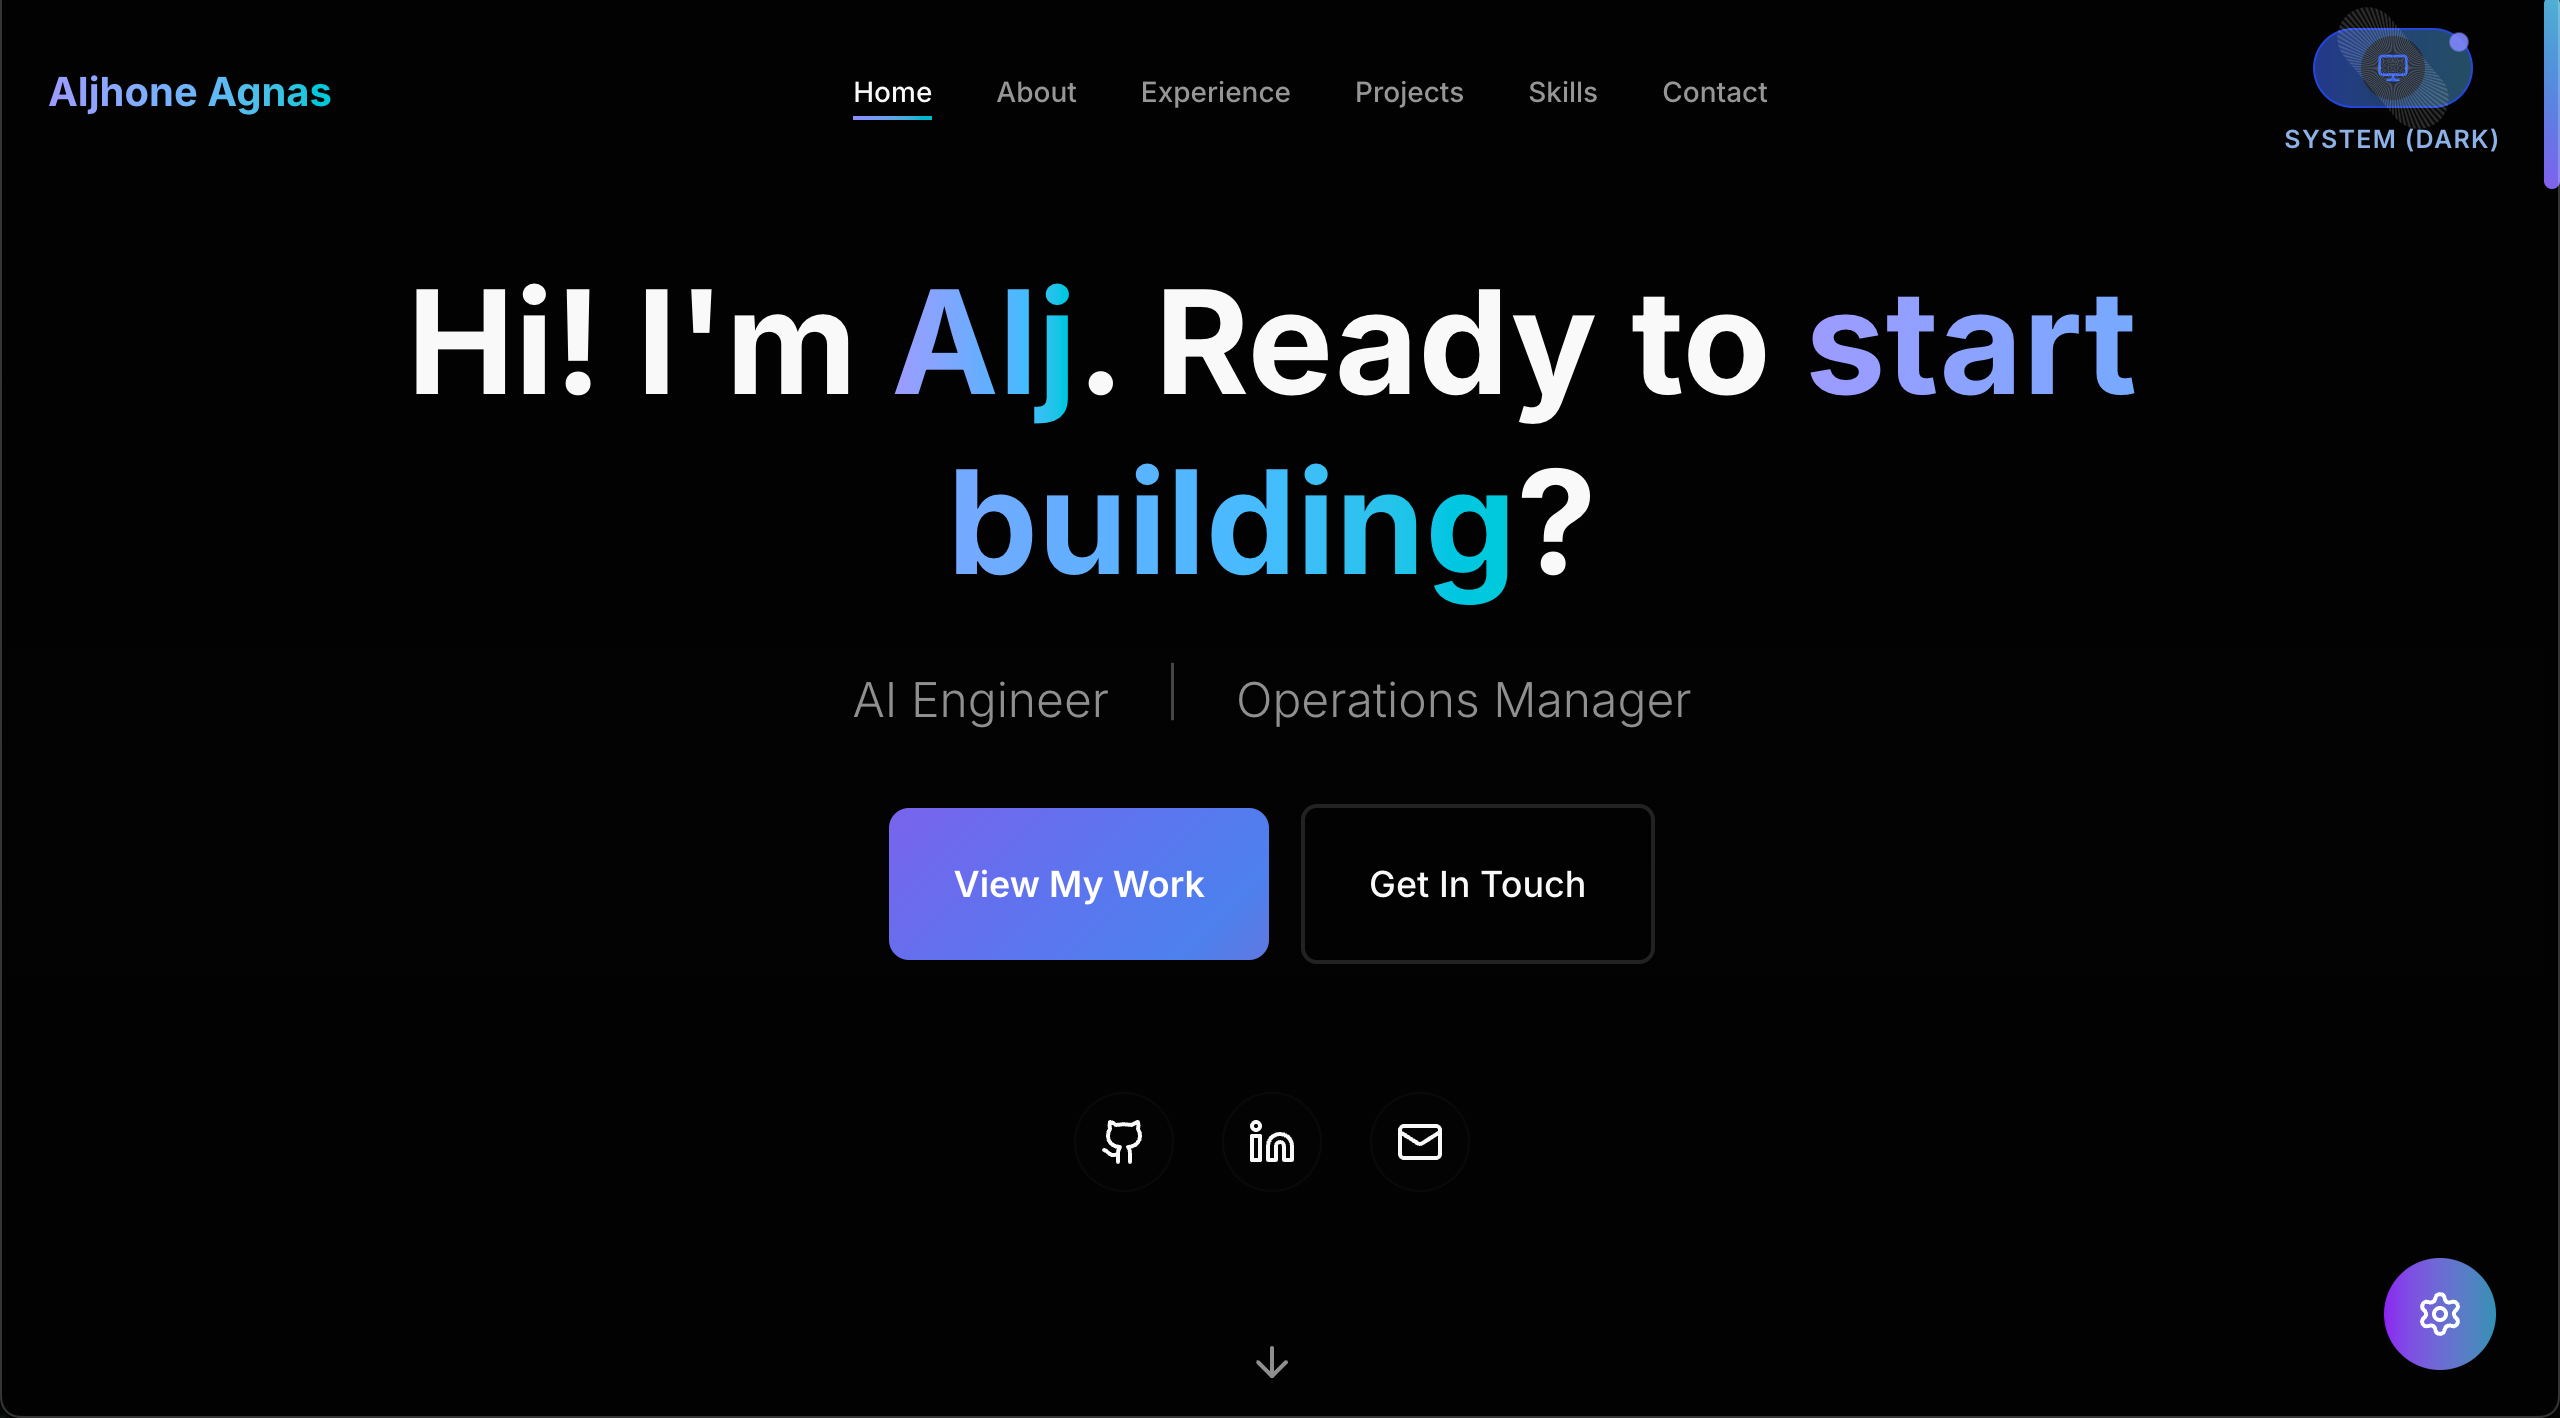 Aljhone Agnas
Home
About
Experience
Projects
Skills
Contact
SYSTEM (DARK)
Hi! I'm Alj. Ready to start
building?
AI Engineer
Operations Manager
View My Work
Get In Touch